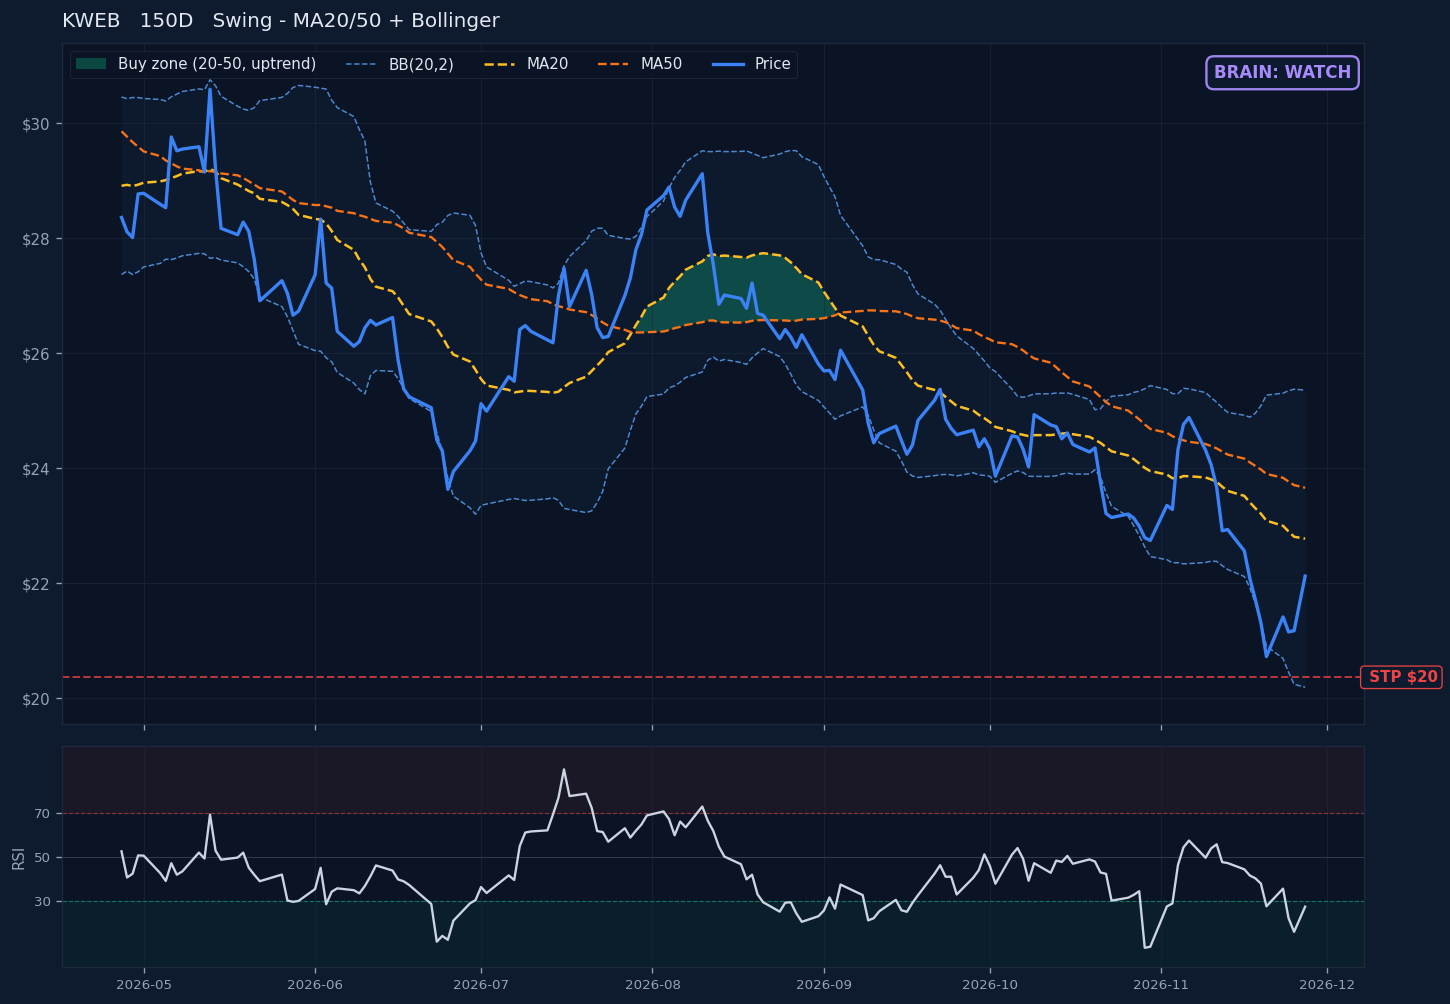 KWEB   150D   Swing - MA20/50 + Bollinger
Buy zone (20-50, uptrend)   BB(20,2)   MA20   MA50   Price
BRAIN: WATCH
$30
$28
$26
$24
$22
$20
STP $20
RSI
70
50
30
2026-05   2026-06   2026-07   2026-08   2026-09   2026-10   2026-11   2026-12